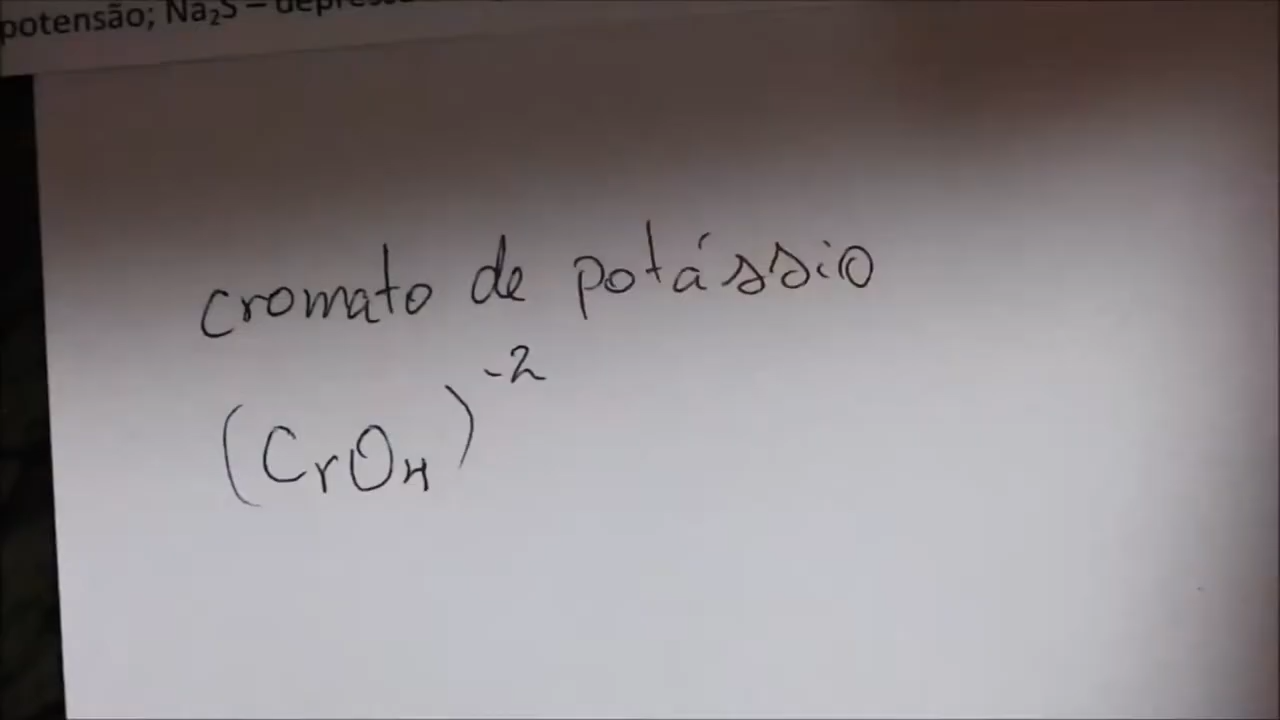 potensão; Na₂S –
cromato de potássio
(CrO₄)⁻²